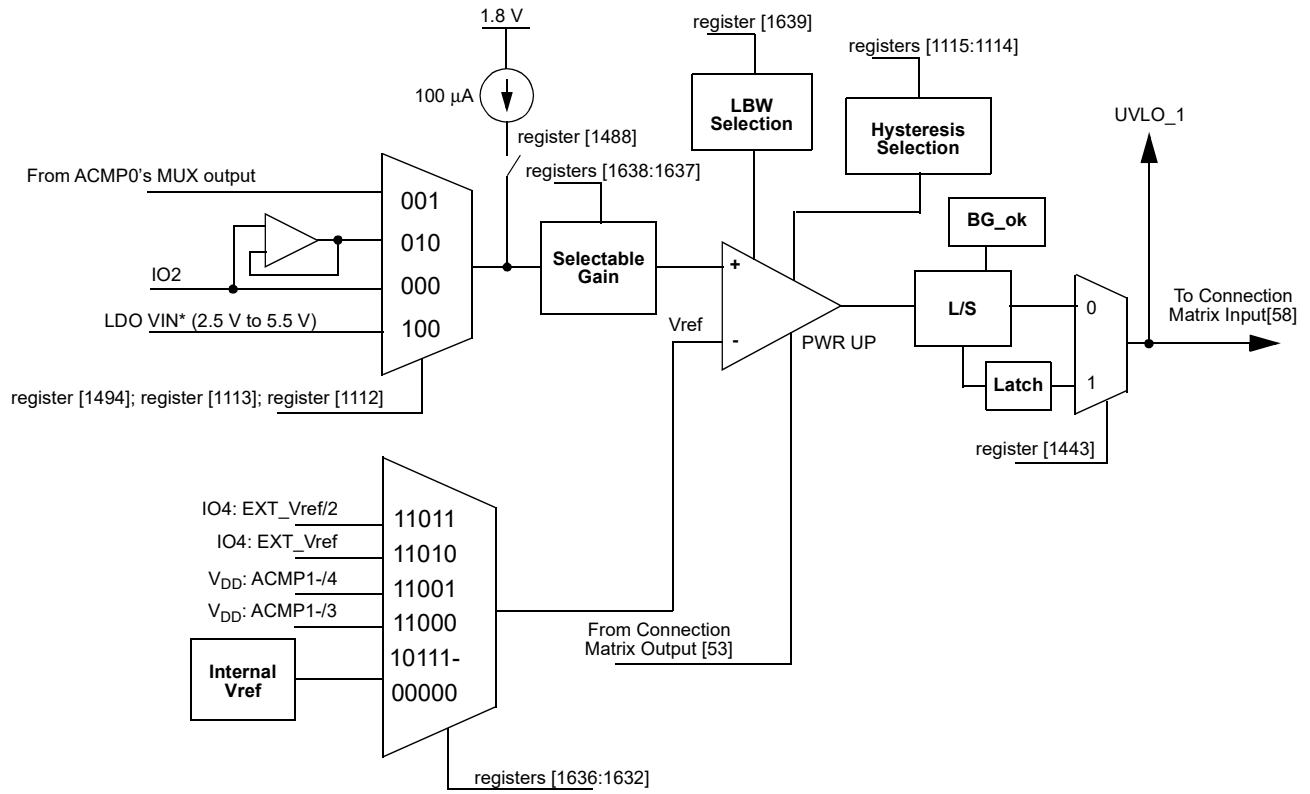 1.8 V
register [1639]
registers [1115:1114]
100 μA
LBW
Selection
Hysteresis
Selection
UVLO_1
register [1488]
registers [1638:1637]
From ACMP0's MUX output
001
010
000
100
IO2
LDO VIN* (2.5 V to 5.5 V)
Selectable
Gain
+
-
Vref
PWR UP
BG_ok
L/S
Latch
0
1
To Connection
Matrix Input[58]
register [1494]; register [1113]; register [1112]
register [1443]
IO4: EXT_Vref/2
IO4: EXT_Vref
VDD: ACMP1-/4
VDD: ACMP1-/3
Internal
Vref
11011
11010
11001
11000
10111-
00000
From Connection
Matrix Output [53]
registers [1636:1632]